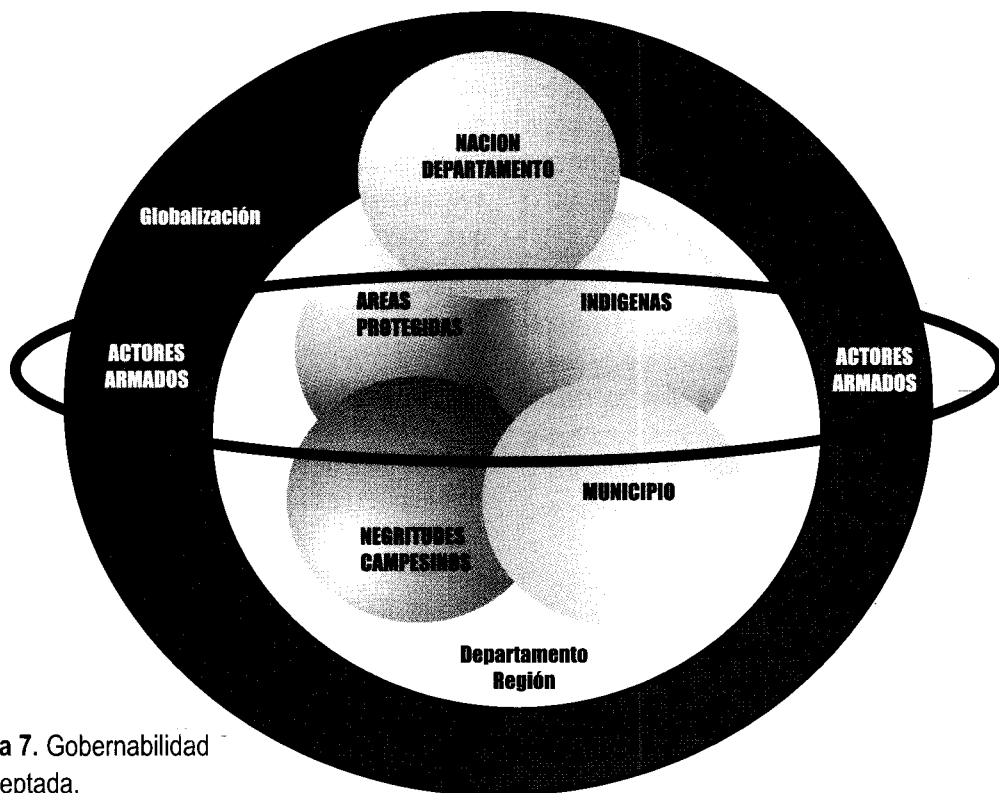 NACION
DEPARTAMENTO
Globalización
AREAS
PROTEGIDAS
INDIGENAS
ACTORES
ARMADOS
ACTORES
ARMADOS
MUNICIPIO
NEGRITUDES
CAMPESINOS
Departamento
Región
a 7. Gobernabilidad
eptada.